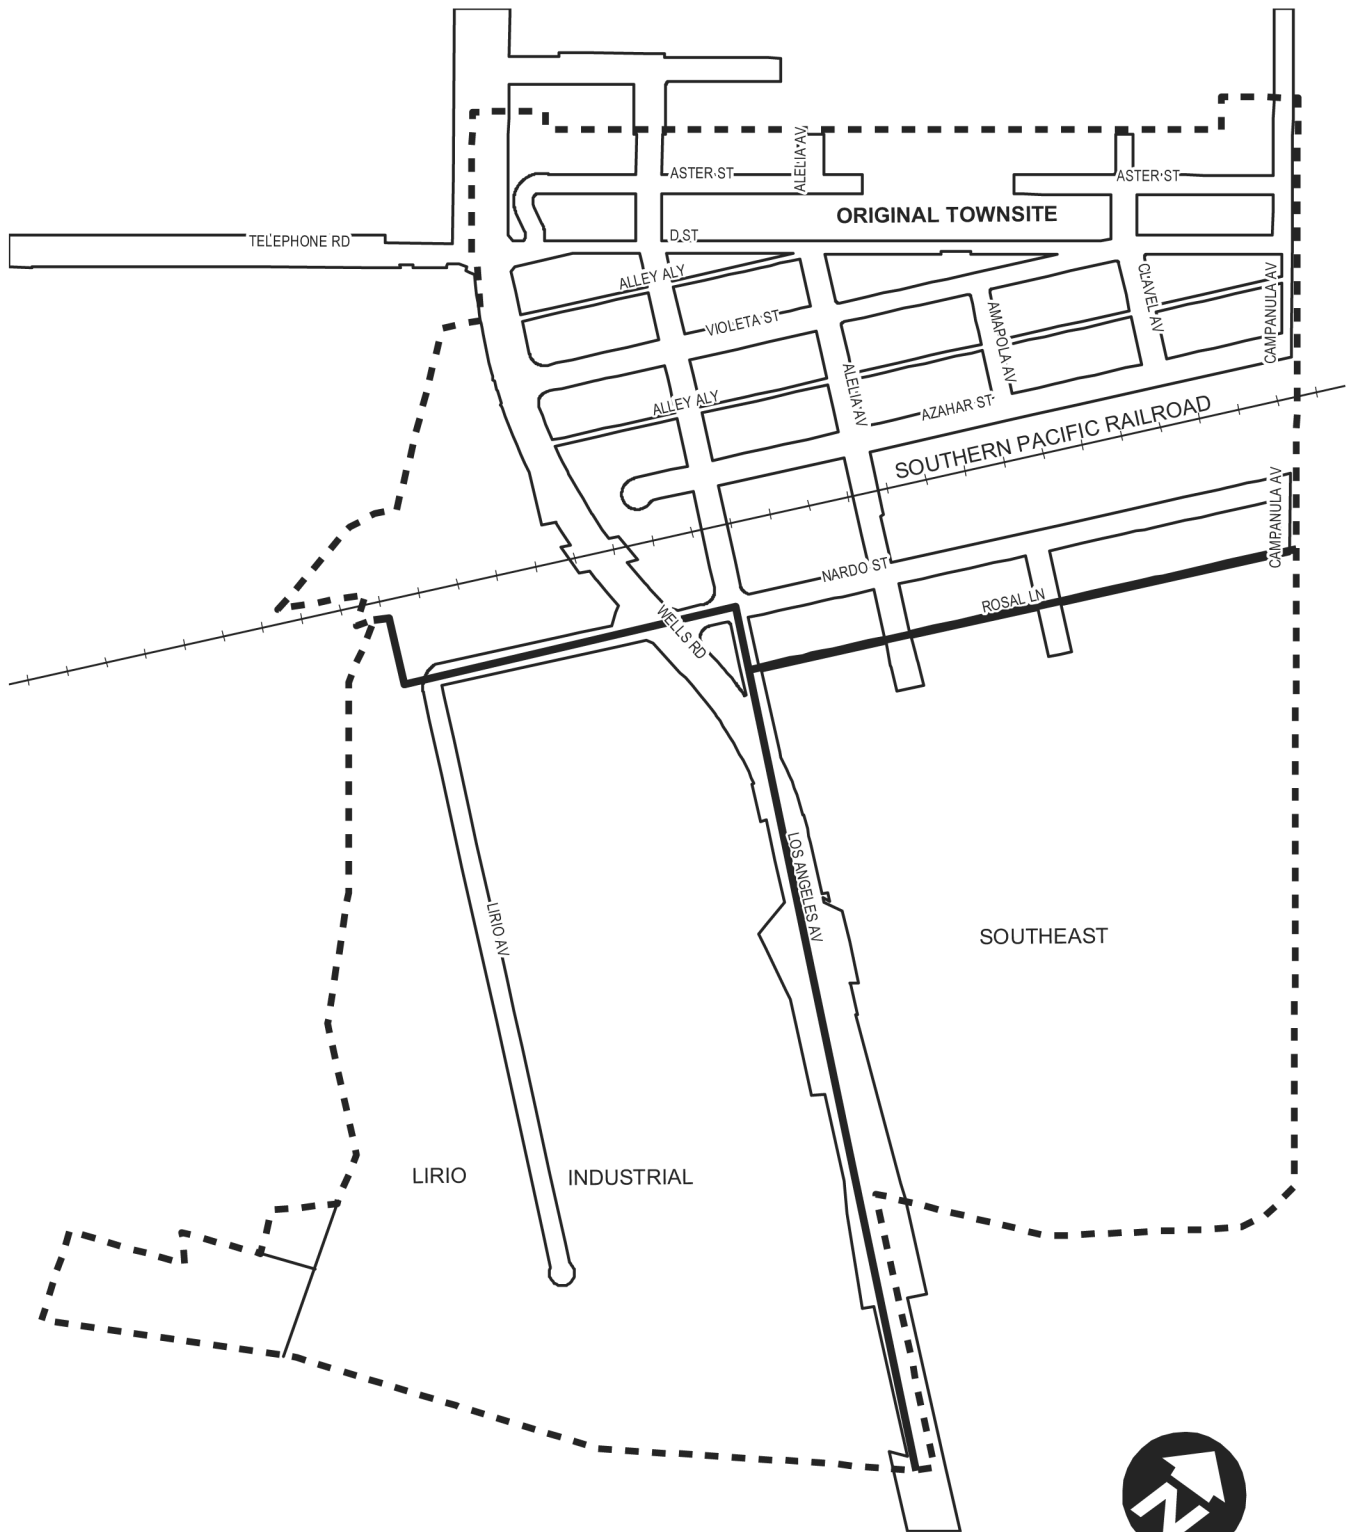 ASTER ST
ALELIA AV
ASTER ST
ORIGINAL TOWNSITE
D ST
TELEPHONE RD
ALLEY ALY
CLAVEL AV
CAMPANULA AV
VIOLETA ST
AMAPOLA AV
ALELIA AV
ALLEY ALY
AZAHAR ST
SOUTHERN PACIFIC RAILROAD
CAMPANULA AV
NARDO ST
ROSAL LN
WELLS RD
LOS ANGELES AV
LIRIO AV
SOUTHEAST
LIRIO
INDUSTRIAL
N